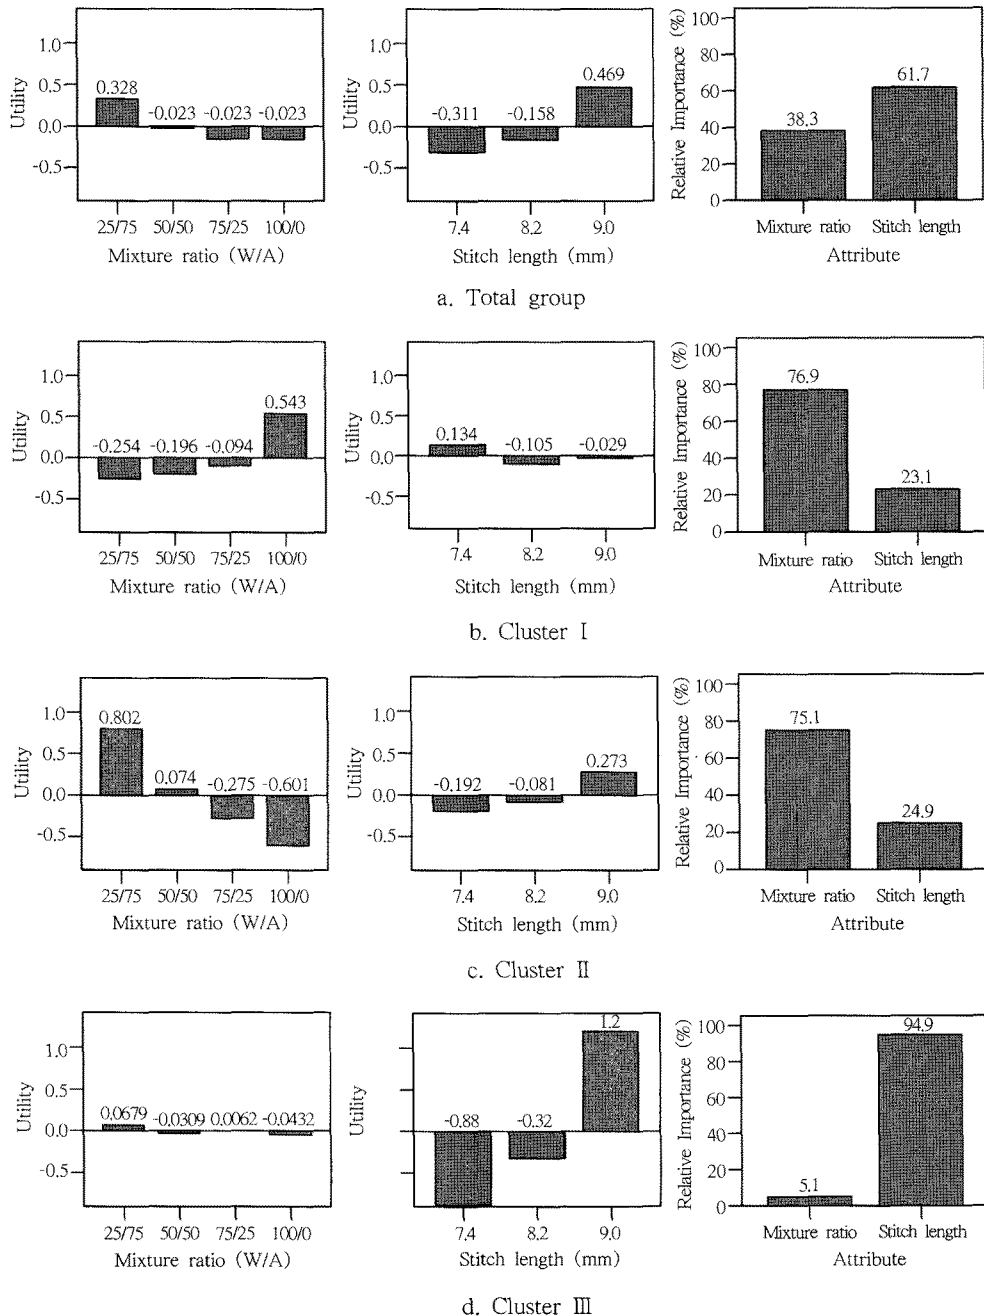 Utility
1.0
0.5
0.0
-0.5
0.328
-0.023
-0.023
-0.023
25/75 50/50 75/25 100/0
Mixture ratio (W/A)
Utility
1.0
0.5
0.0
-0.5
-0.311
-0.158
0.469
7.4 8.2 9.0
Stitch length (mm)
Relative Importance (%)
100
80
60
40
20
0
38.3
61.7
Mixture ratio Stitch length
Attribute
a. Total group
Utility
1.0
0.5
0.0
-0.5
-0.254
-0.196
-0.094
0.543
25/75 50/50 75/25 100/0
Mixture ratio (W/A)
Utility
1.0
0.5
0.0
-0.5
0.134
-0.105
-0.029
7.4 8.2 9.0
Stitch length (mm)
Relative Importance (%)
100
80
60
40
20
0
76.9
23.1
Mixture ratio Stitch length
Attribute
b. Cluster Ⅰ
Utility
1.0
0.5
0.0
-0.5
0.802
0.074
-0.275
-0.601
25/75 50/50 75/25 100/0
Mixture ratio (W/A)
Utility
1.0
0.5
0.0
-0.5
-0.192
-0.081
0.273
7.4 8.2 9.0
Stitch length (mm)
Relative Importance (%)
100
80
60
40
20
0
75.1
24.9
Mixture ratio Stitch length
Attribute
c. Cluster Ⅱ
Utility
1.0
0.5
0.0
-0.5
0.0679
-0.0309
0.0062
-0.0432
25/75 50/50 75/25 100/0
Mixture ratio (W/A)
Utility
-0.88
-0.32
1.2
7.4 8.2 9.0
Stitch length (mm)
Relative Importance (%)
100
80
60
40
20
0
5.1
94.9
Mixture ratio Stitch length
Attribute
d. Cluster Ⅲ